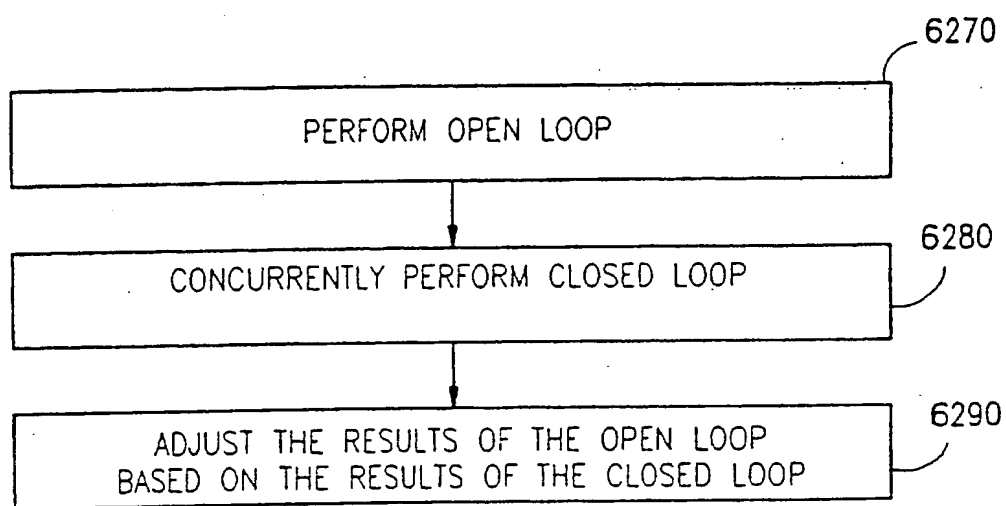 6270
PERFORM OPEN LOOP
6280
CONCURRENTLY PERFORM CLOSED LOOP
6290
ADJUST THE RESULTS OF THE OPEN LOOP
BASED ON THE RESULTS OF THE CLOSED LOOP